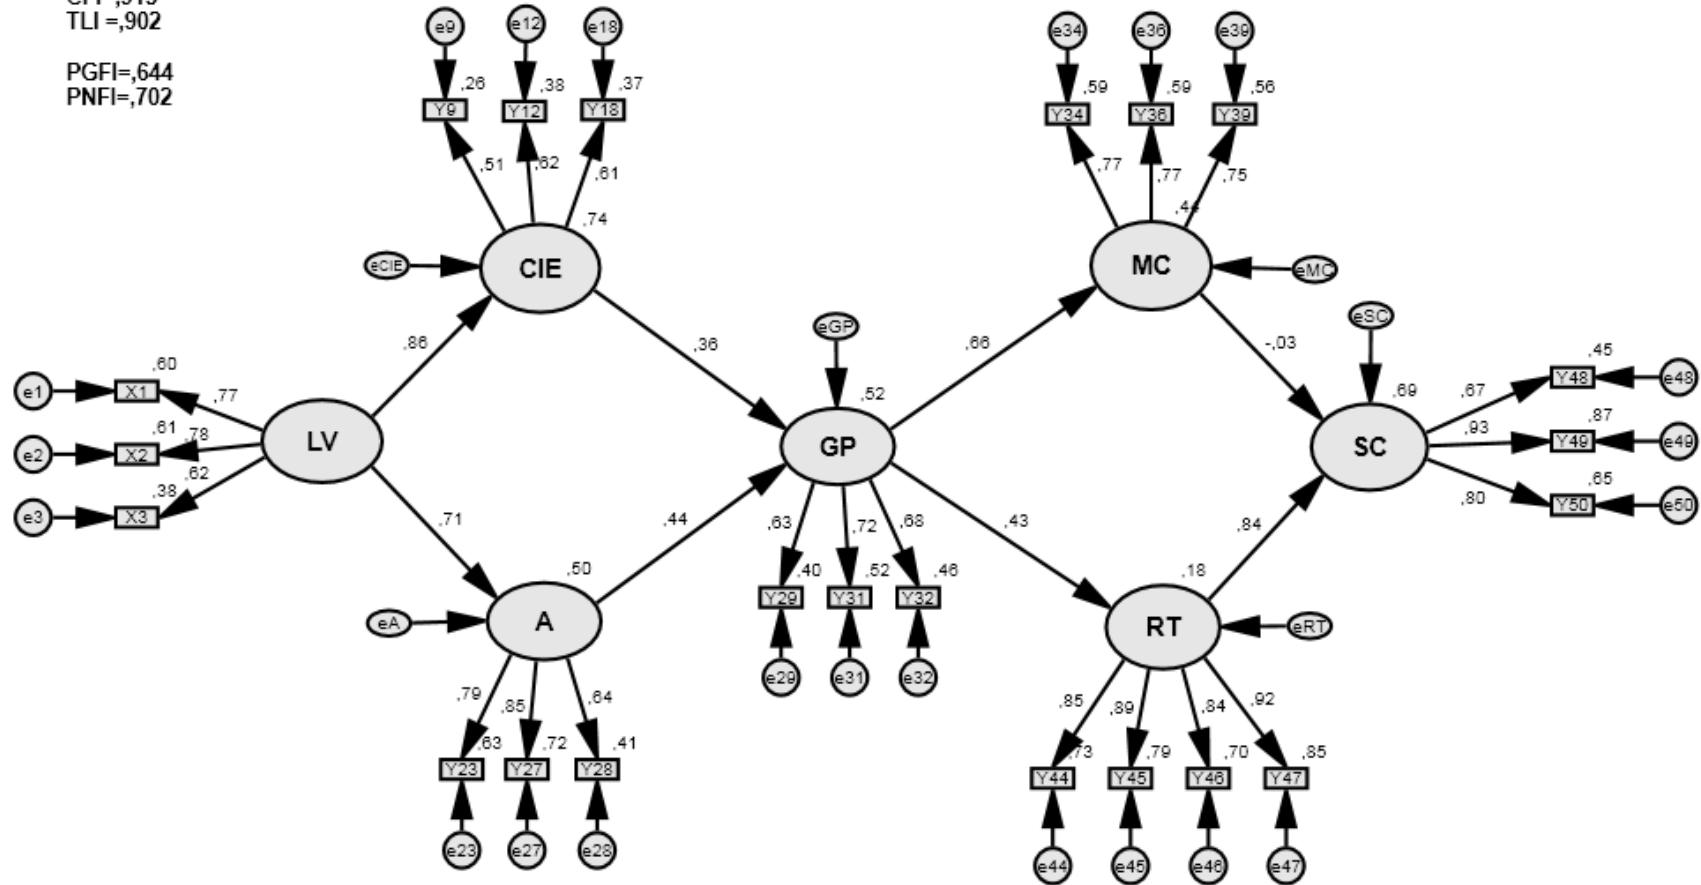 TLI =,902
PGFI=,644
PNFI=,702
e9
e12
e18
,26
,38
,37
Y9
Y12
Y18
,51
,62
,61
,74
eCIE
CIE
e34
e36
e39
,59
,59
,56
Y34
Y36
Y39
,77
,77
,75
,44
MC
eMC
,86
,36
eGP
,66
-,03
eSC
,60
e1
X1
,77
,61
,78
e2
X2
,62
,38
e3
X3
LV
,52
GP
,69
SC
,45
,67
Y48
e48
,87
,93
Y49
e49
,65
,80
Y50
e50
,71
,44
,43
,84
,63
,72
,68
,40
,52
,46
Y29
Y31
Y32
e29
e31
e32
,50
eA
A
,18
RT
eRT
,79
,85
,64
,63
,72
,41
Y23
Y27
Y28
e23
e27
e28
,85
,89
,84
,92
,73
,79
,70
,85
Y44
Y45
Y46
Y47
e44
e45
e46
e47